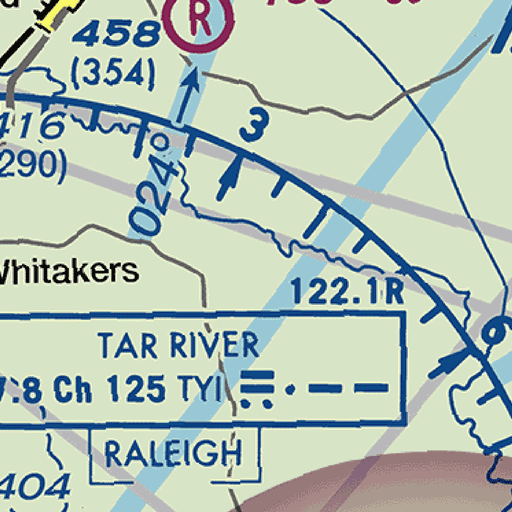 R
458
(354)
3
416
290)
024°
Whitakers
122.1R
6
TAR RIVER
7.8 Ch 125 TYI
RALEIGH
404